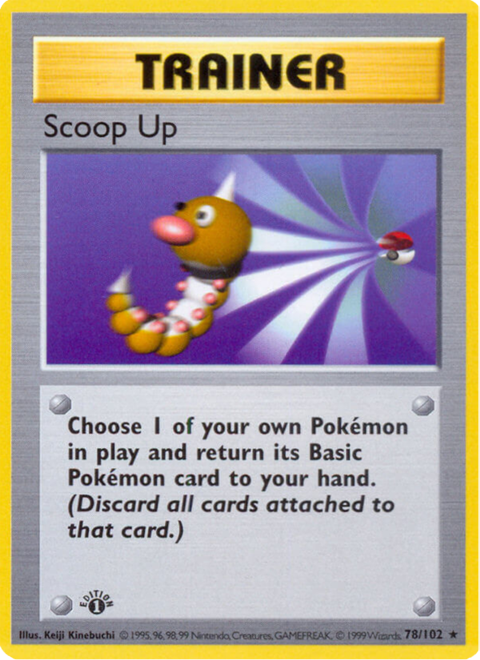 TRAINER
Scoop Up
Choose 1 of your own Pokémon
in play and return its Basic
Pokémon card to your hand.
(Discard all cards attached to
that card.)
EDITION
1
Illus. Keiji Kinebuchi © 1995, 96, 98, 99 Nintendo, Creatures, GAMEFREAK. © 1999 Wizards. 78/102 ★